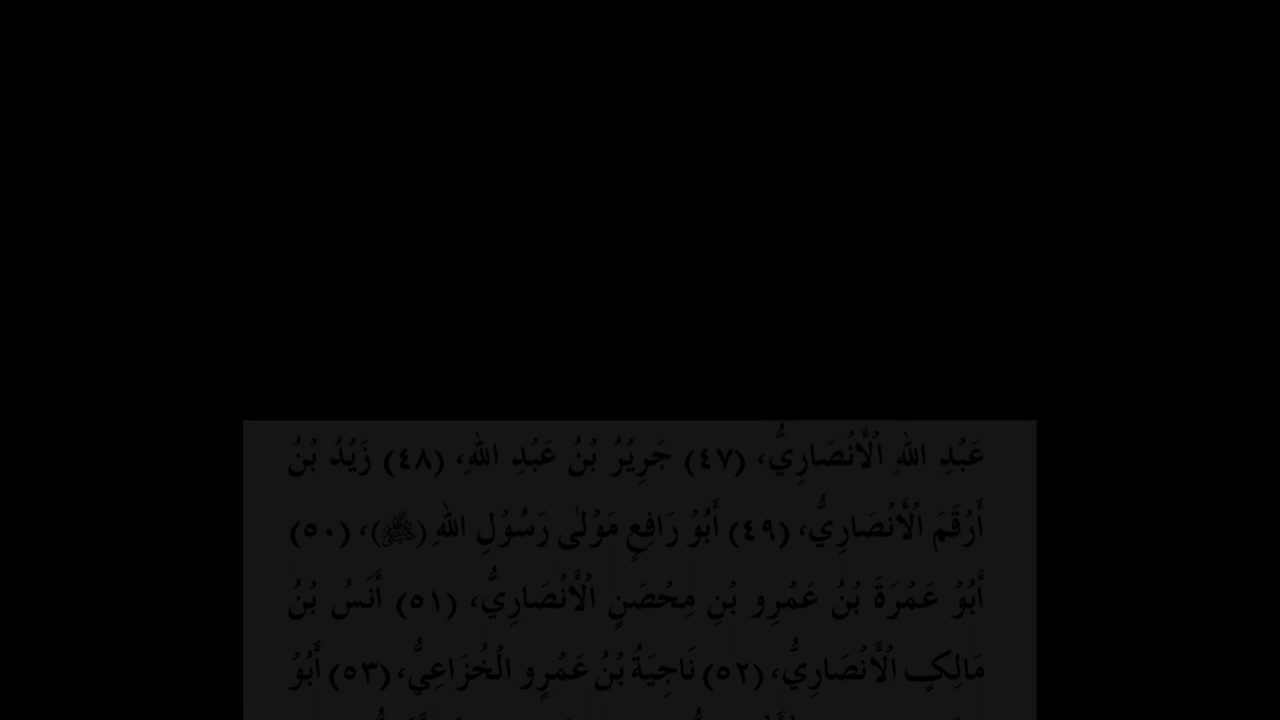 عَبْدِ اللهِ الْأَنْصَارِيُّ، (٤٧) جَرِيْرُ بْنُ عَبْدِ اللهِ، (٤٨) زَيْدُ بْنُ
أَرْقَمَ الْأَنْصَارِيُّ، (٤٩) أَبُوْ رَافِعٍ مَوْلٰى رَسُوْلِ اللهِ (ﷺ)، (٥٠)
أَبُوْ عَمْرَةَ بْنُ عَمْرِو بْنِ مِحْصَنٍ الْأَنْصَارِيُّ، (٥١) أَنَسُ بْنُ
مَالِكٍ الْأَنْصَارِيُّ، (٥٢) نَاجِيَةُ بْنُ عَمْرٍو الْخُزَاعِيُّ، (٥٣) أَبُوْ